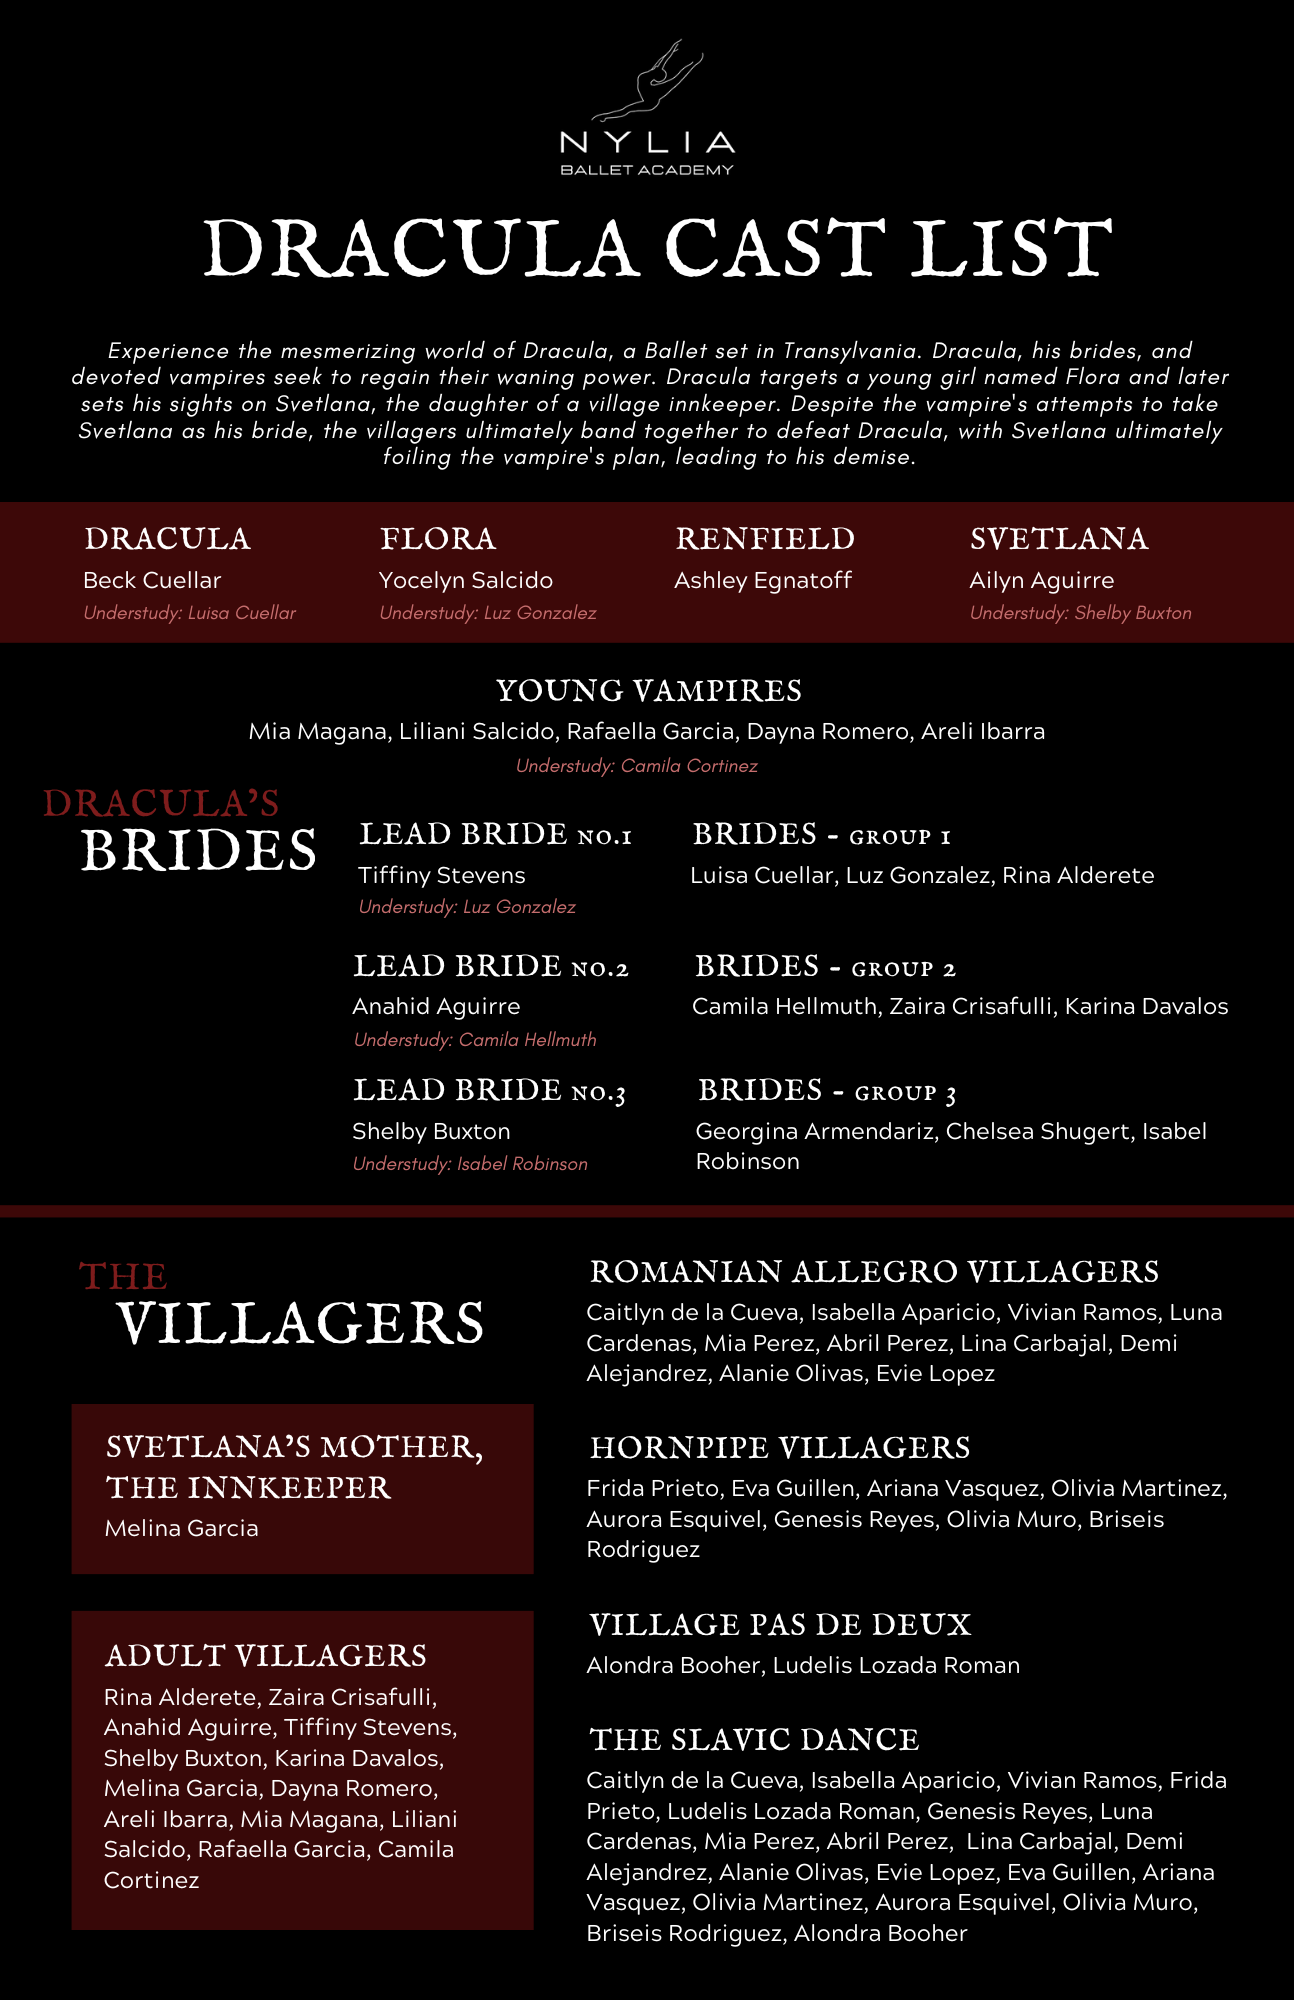 NYLIA
BALLET ACADEMY
DRACULA CAST LIST
Experience the mesmerizing world of Dracula, a Ballet set in Transylvania. Dracula, his brides, and
devoted vampires seek to regain their waning power. Dracula targets a young girl named Flora and later
sets his sights on Svetlana, the daughter of a village innkeeper. Despite the vampire's attempts to take
Svetlana as his bride, the villagers ultimately band together to defeat Dracula, with Svetlana ultimately
foiling the vampire's plan, leading to his demise.
DRACULA
Beck Cuellar
Understudy: Luisa Cuellar
FLORA
Yocelyn Salcido
Understudy: Luz Gonzalez
RENFIELD
Ashley Egnatoff
SVETLANA
Ailyn Aguirre
Understudy: Shelby Buxton
YOUNG VAMPIRES
Mia Magana, Liliani Salcido, Rafaella Garcia, Dayna Romero, Areli Ibarra
Understudy: Camila Cortinez
DRACULA'S
BRIDES
LEAD BRIDE NO.1
Tiffiny Stevens
Understudy: Luz Gonzalez
BRIDES - GROUP 1
Luisa Cuellar, Luz Gonzalez, Rina Alderete
LEAD BRIDE NO.2
Anahid Aguirre
Understudy: Camila Hellmuth
BRIDES - GROUP 2
Camila Hellmuth, Zaira Crisafulli, Karina Davalos
LEAD BRIDE NO.3
Shelby Buxton
Understudy: Isabel Robinson
BRIDES - GROUP 3
Georgina Armendariz, Chelsea Shugert, Isabel
Robinson
THE
VILLAGERS
SVETLANA'S MOTHER,
THE INNKEEPER
Melina Garcia
ADULT VILLAGERS
Rina Alderete, Zaira Crisafulli,
Anahid Aguirre, Tiffiny Stevens,
Shelby Buxton, Karina Davalos,
Melina Garcia, Dayna Romero,
Areli Ibarra, Mia Magana, Liliani
Salcido, Rafaella Garcia, Camila
Cortinez
ROMANIAN ALLEGRO VILLAGERS
Caitlyn de la Cueva, Isabella Aparicio, Vivian Ramos, Luna
Cardenas, Mia Perez, Abril Perez, Lina Carbajal, Demi
Alejandrez, Alanie Olivas, Evie Lopez
HORNPIPE VILLAGERS
Frida Prieto, Eva Guillen, Ariana Vasquez, Olivia Martinez,
Aurora Esquivel, Genesis Reyes, Olivia Muro, Briseis
Rodriguez
VILLAGE PAS DE DEUX
Alondra Booher, Ludelis Lozada Roman
THE SLAVIC DANCE
Caitlyn de la Cueva, Isabella Aparicio, Vivian Ramos, Frida
Prieto, Ludelis Lozada Roman, Genesis Reyes, Luna
Cardenas, Mia Perez, Abril Perez, Lina Carbajal, Demi
Alejandrez, Alanie Olivas, Evie Lopez, Eva Guillen, Ariana
Vasquez, Olivia Martinez, Aurora Esquivel, Olivia Muro,
Briseis Rodriguez, Alondra Booher